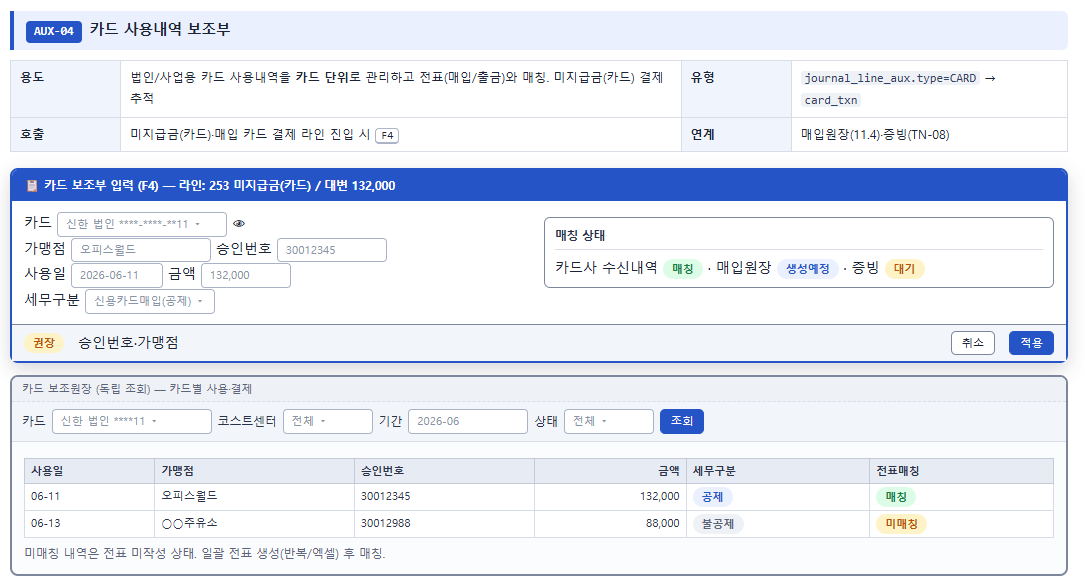 AUX-04 카드 사용내역 보조부
용도 법인/사업용 카드 사용내역을 카드 단위로 관리하고 전표(매입/출금)와 매칭. 미지급금(카드) 결제
추적
유형 journal_line_aux.type=CARD →
card_txn
호출 미지급금(카드)·매입 카드 결제 라인 진입 시 F4
연계 매입원장(11.4)·증빙(TN-08)
📋 카드 보조부 입력 (F4) — 라인: 253 미지급금(카드) / 대변 132,000
카드 신한 법인 ****-****-**11
가맹점 오피스월드 승인번호 30012345
사용일 2026-06-11 금액 132,000
세무구분 신용카드매입(공제)
매칭 상태
카드사 수신내역 매칭 · 매입원장 생성예정 · 증빙 대기
권장 승인번호·가맹점 취소 적용
카드 보조원장 (독립 조회) — 카드별 사용·결제
카드 신한 법인 ****11 코스트센터 전체 기간 2026-06 상태 전체 조회
사용일 가맹점 승인번호 금액 세무구분 전표매칭
06-11 오피스월드 30012345 132,000 공제 매칭
06-13 ○○주유소 30012988 88,000 불공제 미매칭
미매칭 내역은 전표 미작성 상태. 일괄 전표 생성(반복/엑셀) 후 매칭.